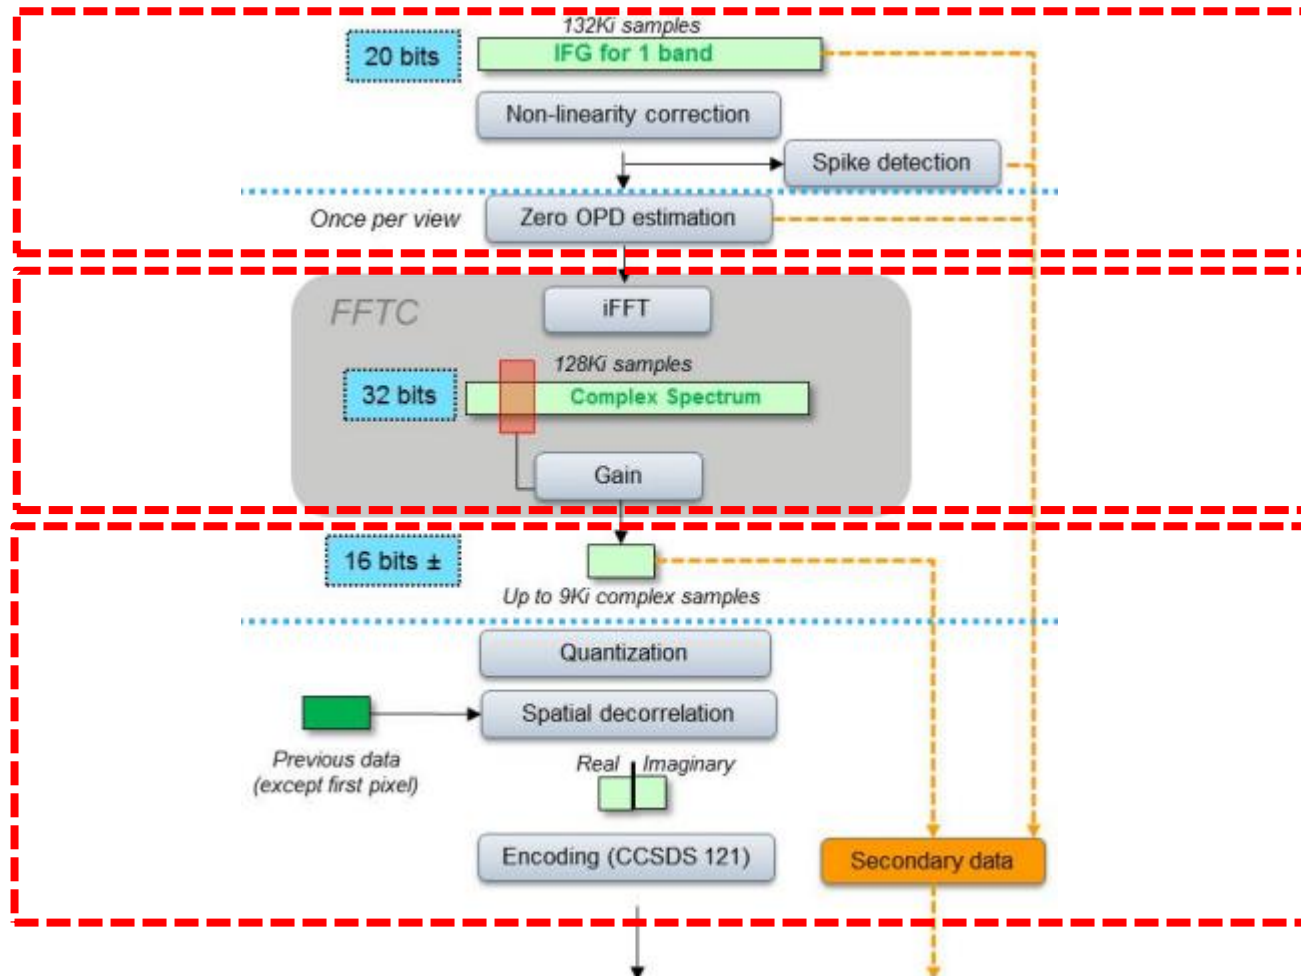 132Ki samples
20 bits
IFG for 1 band
Non-linearity correction
Spike detection
Once per view
Zero OPD estimation
FFTC
iFFT
128Ki samples
32 bits
Complex Spectrum
Gain
16 bits ±
Up to 9Ki complex samples
Quantization
Spatial decorrelation
Previous data
(except first pixel)
Real Imaginary
Encoding (CCSDS 121)
Secondary data